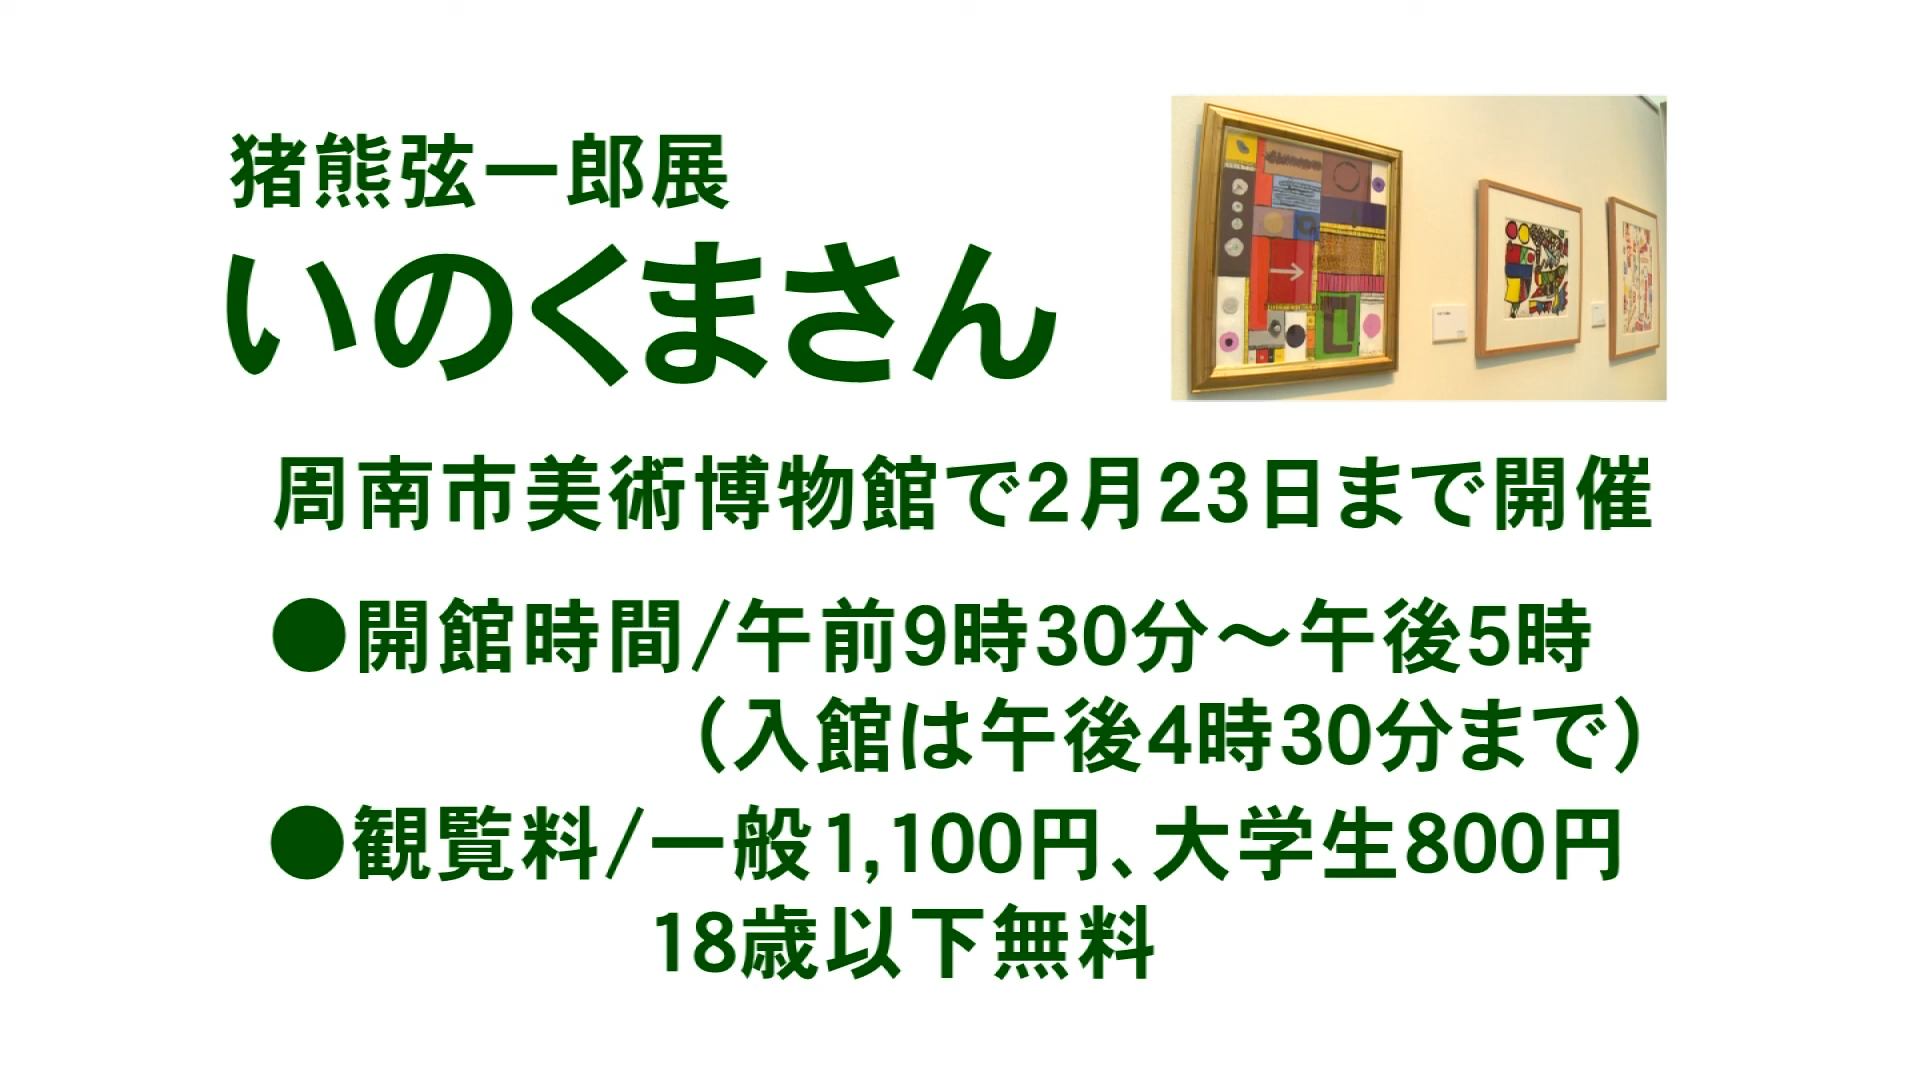 猪熊弦一郎展
いのくまさん
周南市美術博物館で2月23日まで開催
●開館時間/午前9時30分～午後5時
（入館は午後4時30分まで）
●観覧料/一般1,100円、大学生800円
18歳以下無料